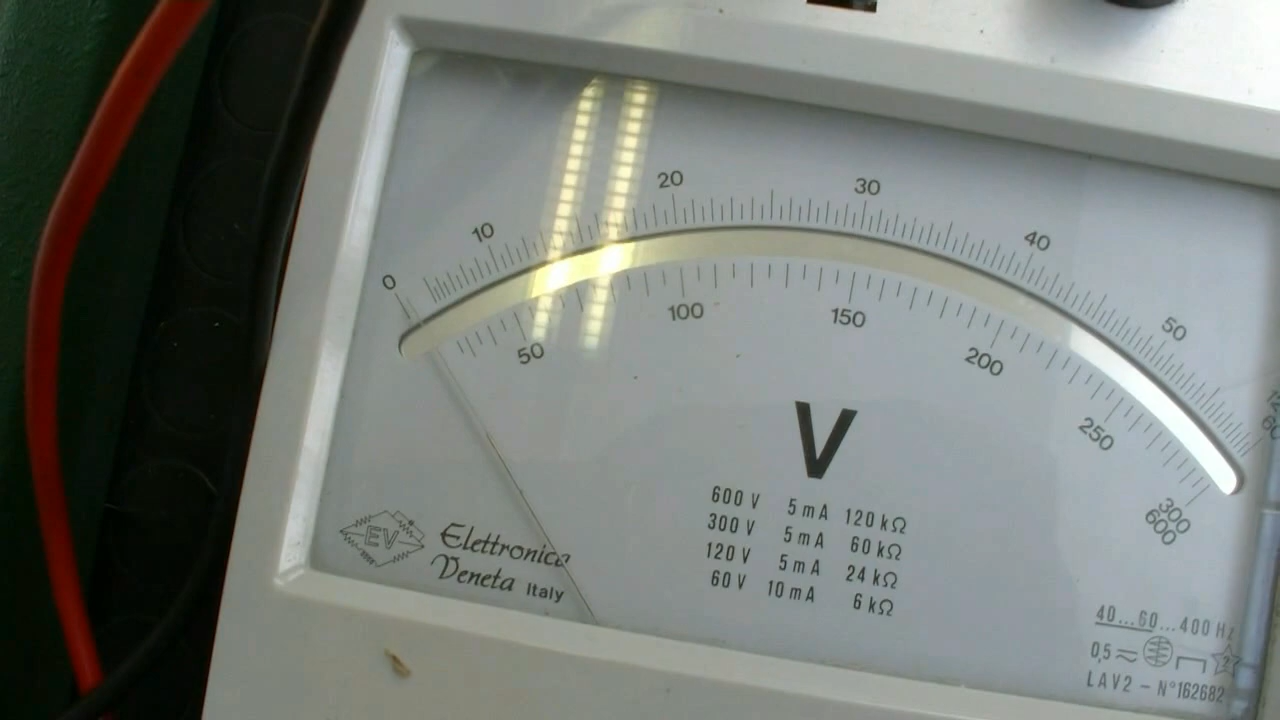 0 10 20 30 40 50
50 100 150 200 250 300
600
V
600 V 5 mA 120 kΩ
300 V 5 mA 60 kΩ
120 V 5 mA 24 kΩ
60 V 10 mA 6 kΩ
EV
Elettronica
Veneta Italy
40...60...400 Hz
0,5
2
LAV2 - N°162682